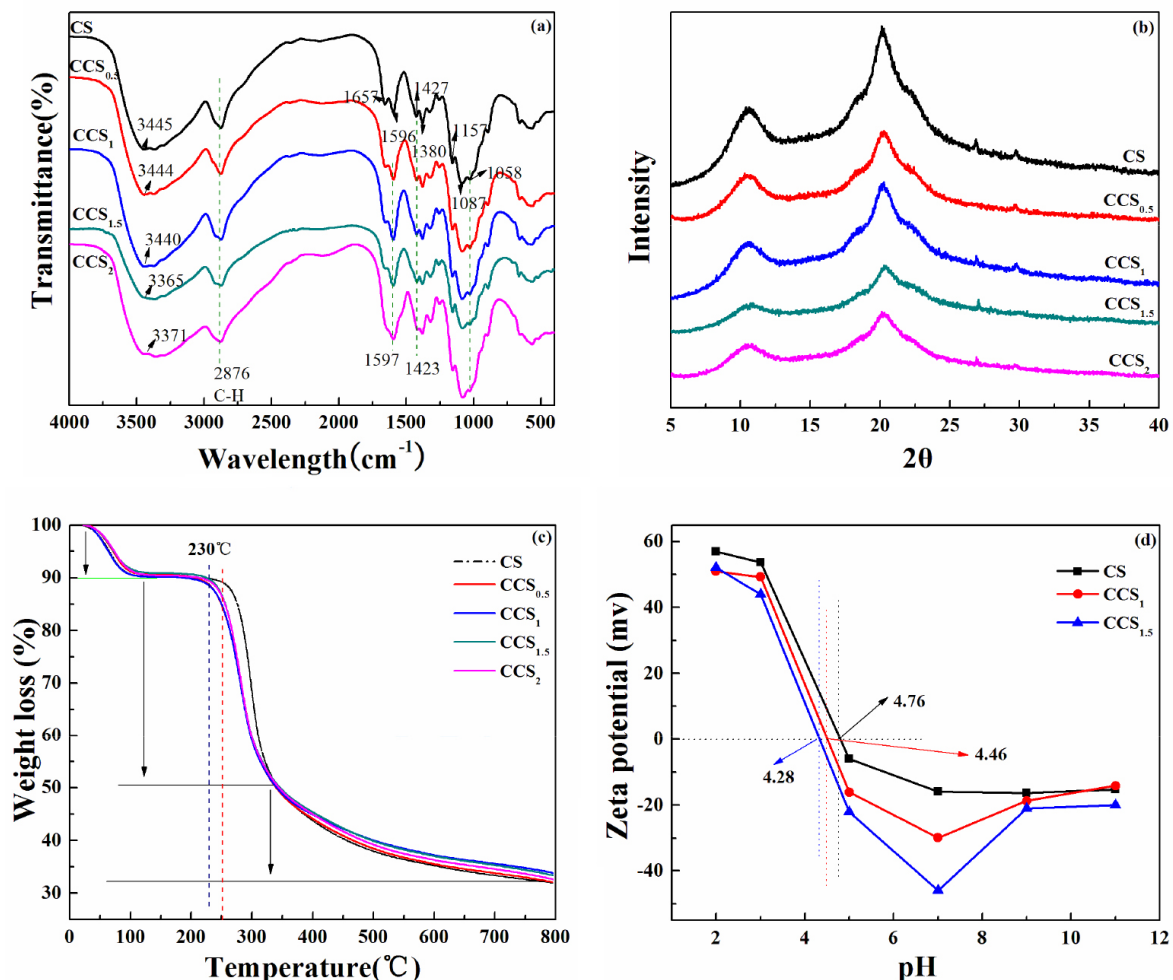 (a)
CS
CCS0.5
CCS1
CCS1.5
CCS2
3445
3444
3440
3365
3371
2876
C-H
1657
1596
1427
1380
1157
1087
1058
1597
1423
Transmittance(%)
4000 3500 3000 2500 2000 1500 1000 500
Wavelength(cm-1)
(b)
CS
CCS0.5
CCS1
CCS1.5
CCS2
Intensity
5 10 15 20 25 30 35 40
2θ
(c)
230℃
CS
CCS0.5
CCS1
CCS1.5
CCS2
100
90
80
70
60
50
40
30
Weight loss (%)
0 100 200 300 400 500 600 700 800
Temperature(℃)
(d)
CS
CCS1
CCS1.5
60
40
20
0
-20
-40
4.76
4.46
4.28
Zeta potential (mv)
2 4 6 8 10 12
pH